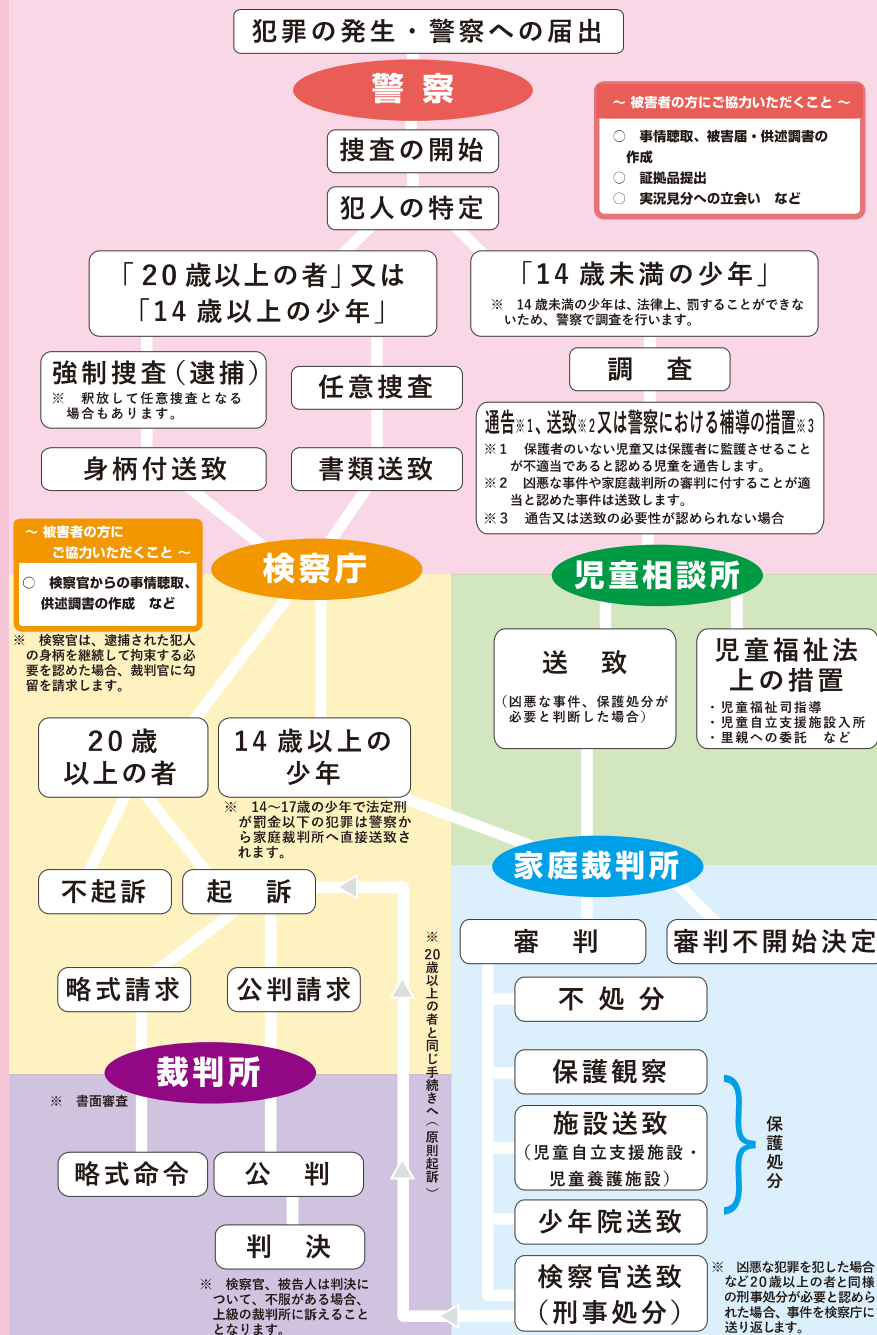 犯罪の発生・警察への届出
警察
～ 被害者の方にご協力いただくこと ～
○ 事情聴取、被害届・供述調書の
作成
○ 証拠品提出
○ 実況見分への立会い など
捜査の開始
犯人の特定
「20歳以上の者」又は
「14歳以上の少年」
「14歳未満の少年」
※ 14歳未満の少年は、法律上、罰することができな
いため、警察で調査を行います。
強制捜査（逮捕）
※ 釈放して任意捜査となる
場合もあります。
任意捜査
調査
身柄付送致
書類送致
通告※1、送致※2又は警察における補導の措置※3
※1 保護者のいない児童又は保護者に監護させること
が不適当であると認める児童を通告します。
※2 凶悪な事件や家庭裁判所の審判に付することが適
当と認めた事件は送致します。
※3 通告又は送致の必要性が認められない場合
～ 被害者の方に
ご協力いただくこと ～
○ 検察官からの事情聴取、
供述調書の作成 など
※ 検察官は、逮捕された犯人
の身柄を継続して拘束する必
要を認めた場合、裁判官に勾
留を請求します。
検察庁
児童相談所
送致
（凶悪な事件、保護処分が
必要と判断した場合）
児童福祉法
上の措置
・児童福祉司指導
・児童自立支援施設入所
・里親への委託 など
20歳
以上の者
14歳以上の
少年
※ 14～17歳の少年で法定刑
が罰金以下の犯罪は警察か
ら家庭裁判所へ直接送致さ
れます。
家庭裁判所
不起訴
起訴
審判
審判不開始決定
※20歳以上の者と同じ手続きへ（原則起訴）
略式請求
公判請求
不処分
裁判所
※ 書面審査
保護観察
施設送致
（児童自立支援施設・
児童養護施設）
少年院送致
保護処分
略式命令
公判
判決
※ 検察官、被告人は判決に
ついて、不服がある場合、
上級の裁判所に訴えること
となります。
検察官送致
（刑事処分）
※ 凶悪な犯罪を犯した場合
など20歳以上の者と同様
の刑事処分が必要と認めら
れた場合、事件を検察庁に
送り返します。